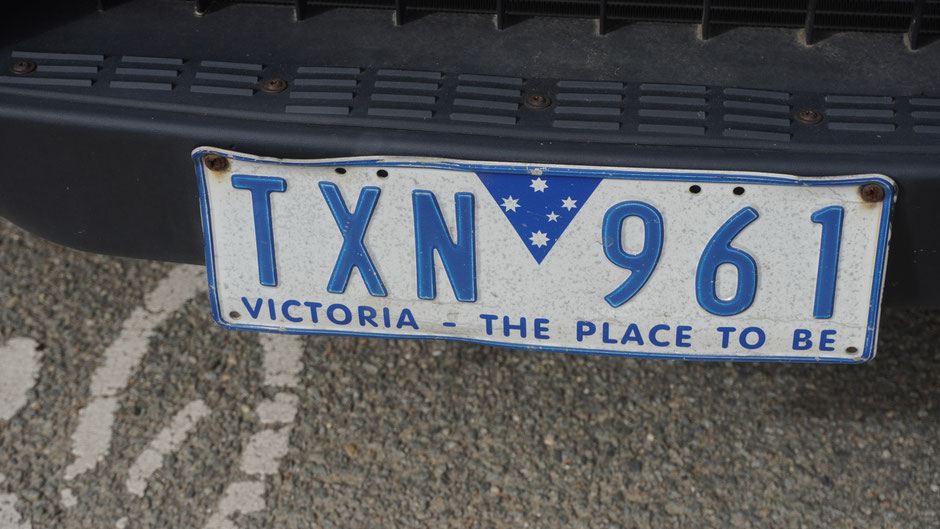 TXN 961
VICTORIA - THE PLACE TO BE